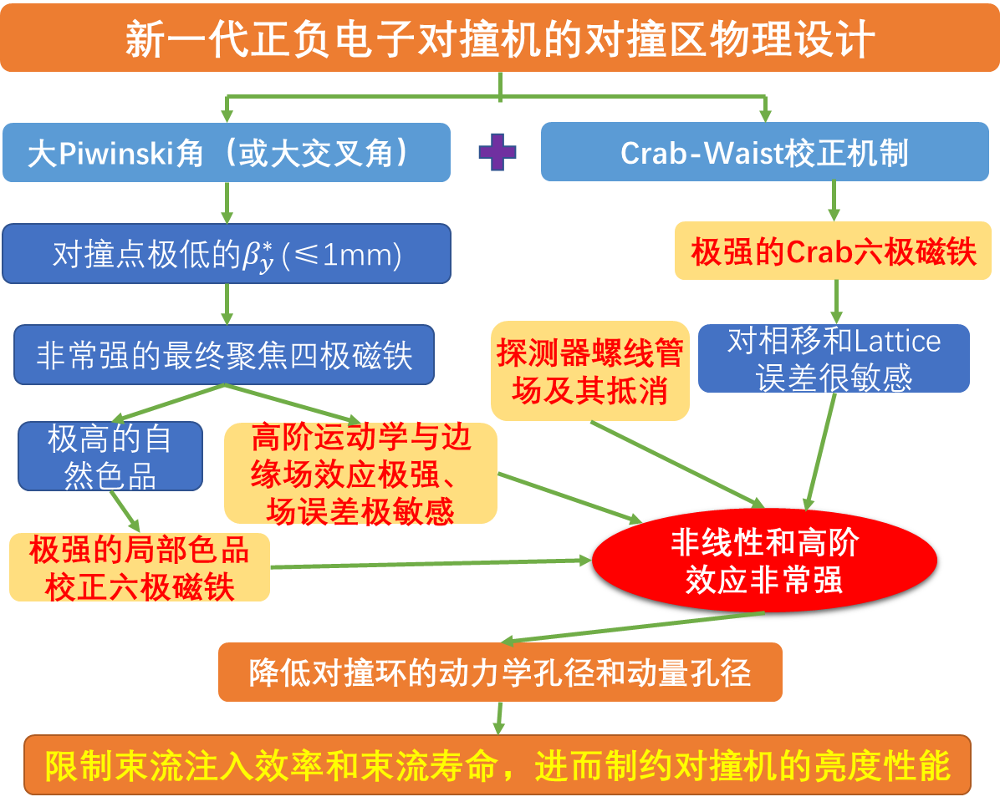 新一代正负电子对撞机的对撞区物理设计
大Piwinski角（或大交叉角）
Crab-Waist校正机制
对撞点极低的β*y (≤1mm)
极强的Crab六极磁铁
非常强的最终聚焦四极磁铁
探测器螺线管
场及其抵消
对相移和Lattice
误差很敏感
极高的自
然色品
高阶运动学与边
缘场效应极强、
场误差极敏感
极强的局部色品
校正六极磁铁
非线性和高阶
效应非常强
降低对撞环的动力学孔径和动量孔径
限制束流注入效率和束流寿命，进而制约对撞机的亮度性能